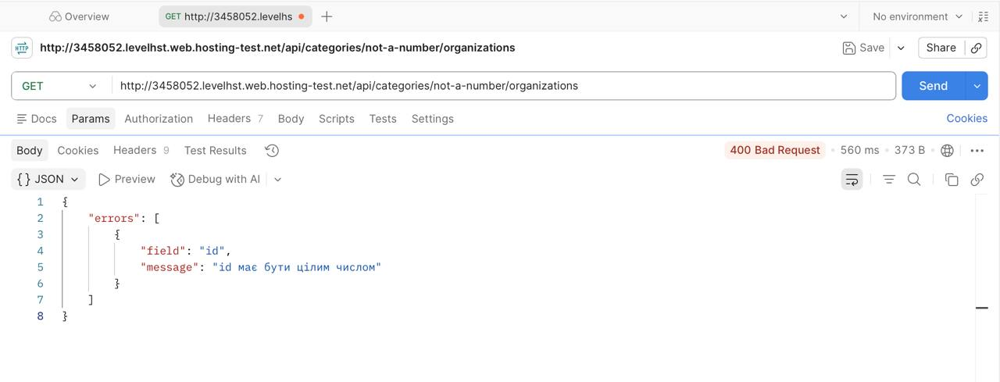 Overview
GET http://3458052.levelhs
No environment
HTTP http://3458052.levelhst.web.hosting-test.net/api/categories/not-a-number/organizations
Save
Share
GET http://3458052.levelhst.web.hosting-test.net/api/categories/not-a-number/organizations
Send
Docs Params Authorization Headers 7 Body Scripts Tests Settings Cookies
Body Cookies Headers 9 Test Results 400 Bad Request • 560 ms • 373 B
{} JSON Preview Debug with AI
1 {
2 "errors": [
3 {
4 "field": "id",
5 "message": "id має бути цілим числом"
6 }
7 ]
8 }